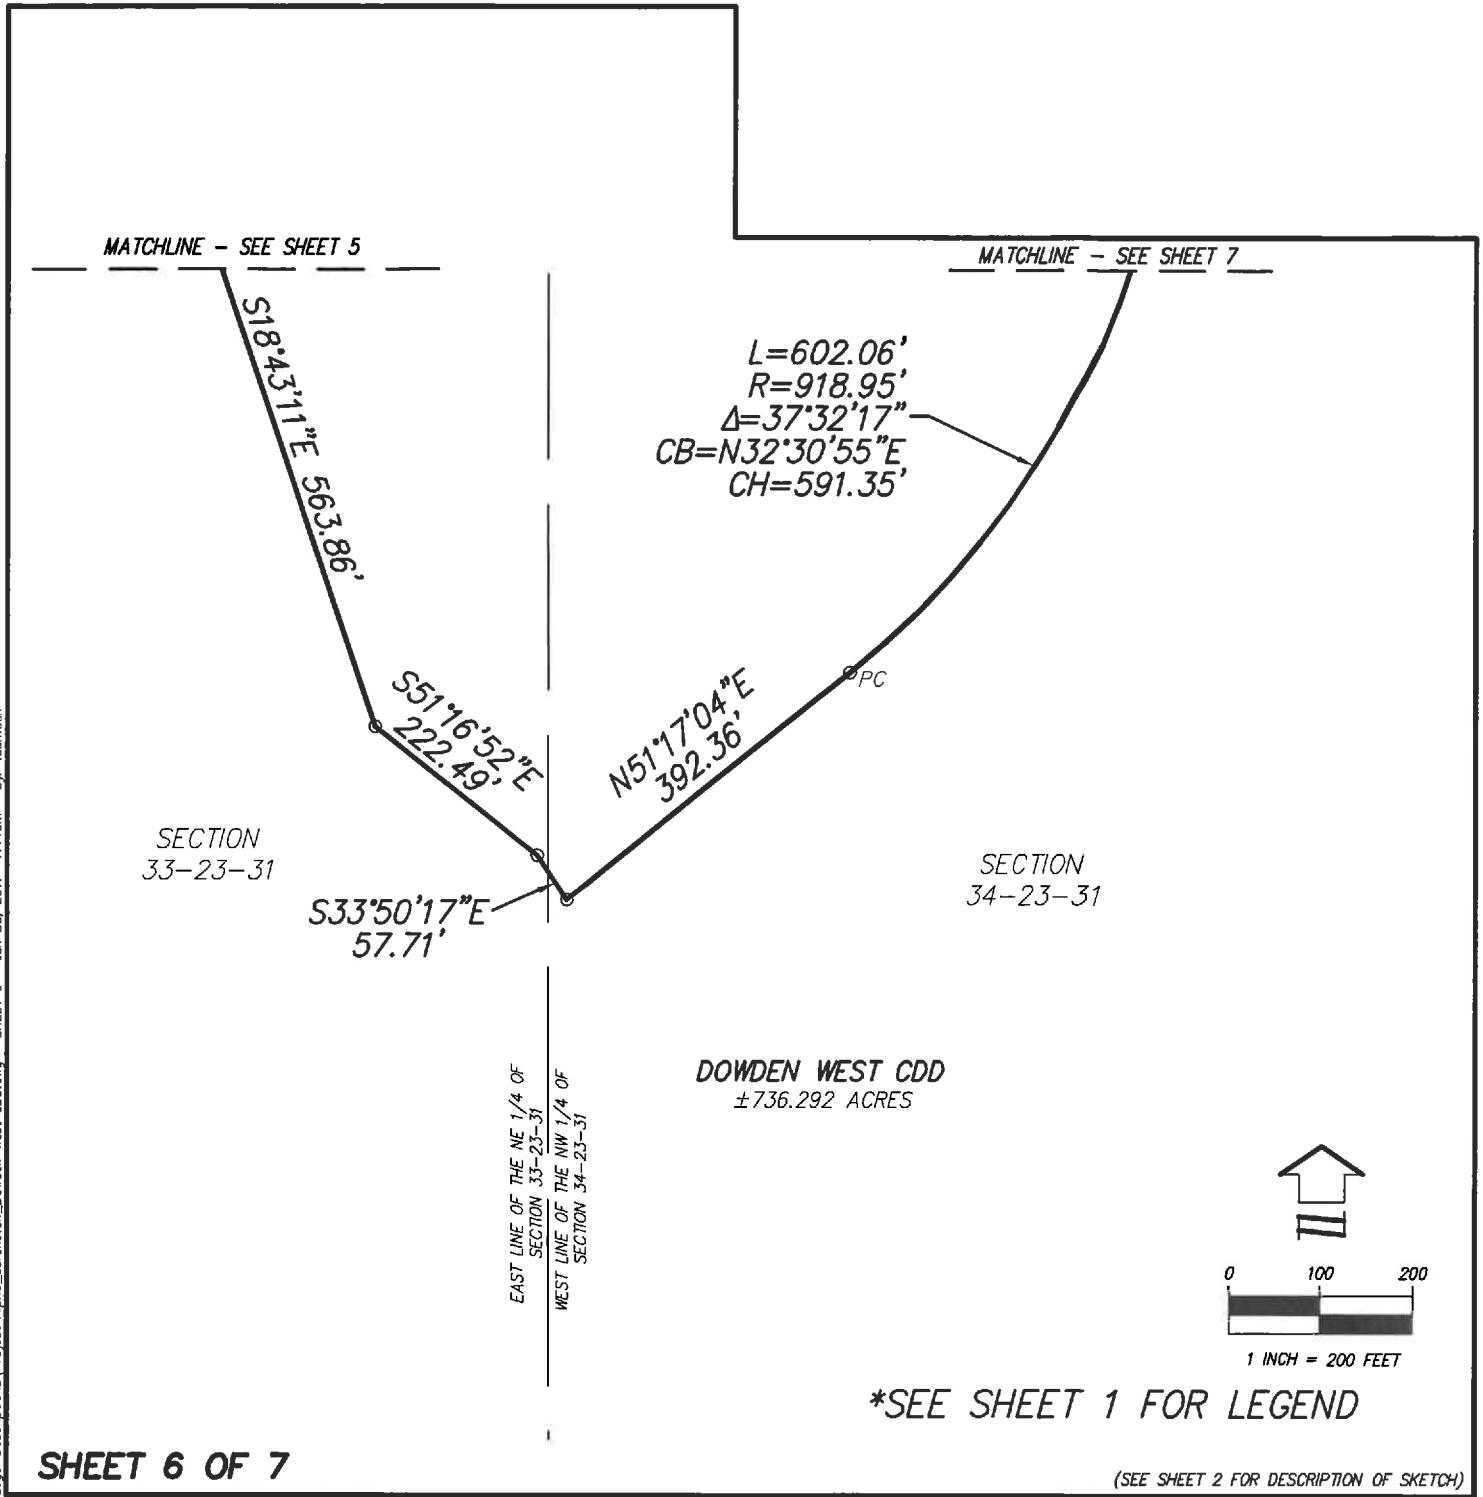 MATCHLINE - SEE SHEET 5
MATCHLINE - SEE SHEET 7
S18°43'11"E 563.86'
L=602.06'
R=918.95'
Δ=37°32'17"
CB=N32°30'55"E
CH=591.35'
S51°16'52"E
222.49'
N51°17'04"E
392.36'
PC
SECTION
33-23-31
SECTION
34-23-31
S33°50'17"E
57.71'
DOWDEN WEST CDD
±736.292 ACRES
EAST LINE OF THE NE 1/4 OF
SECTION 33-23-31
WEST LINE OF THE NW 1/4 OF
SECTION 34-23-31
0 100 200
1 INCH = 200 FEET
*SEE SHEET 1 FOR LEGEND
SHEET 6 OF 7
(SEE SHEET 2 FOR DESCRIPTION OF SKETCH)